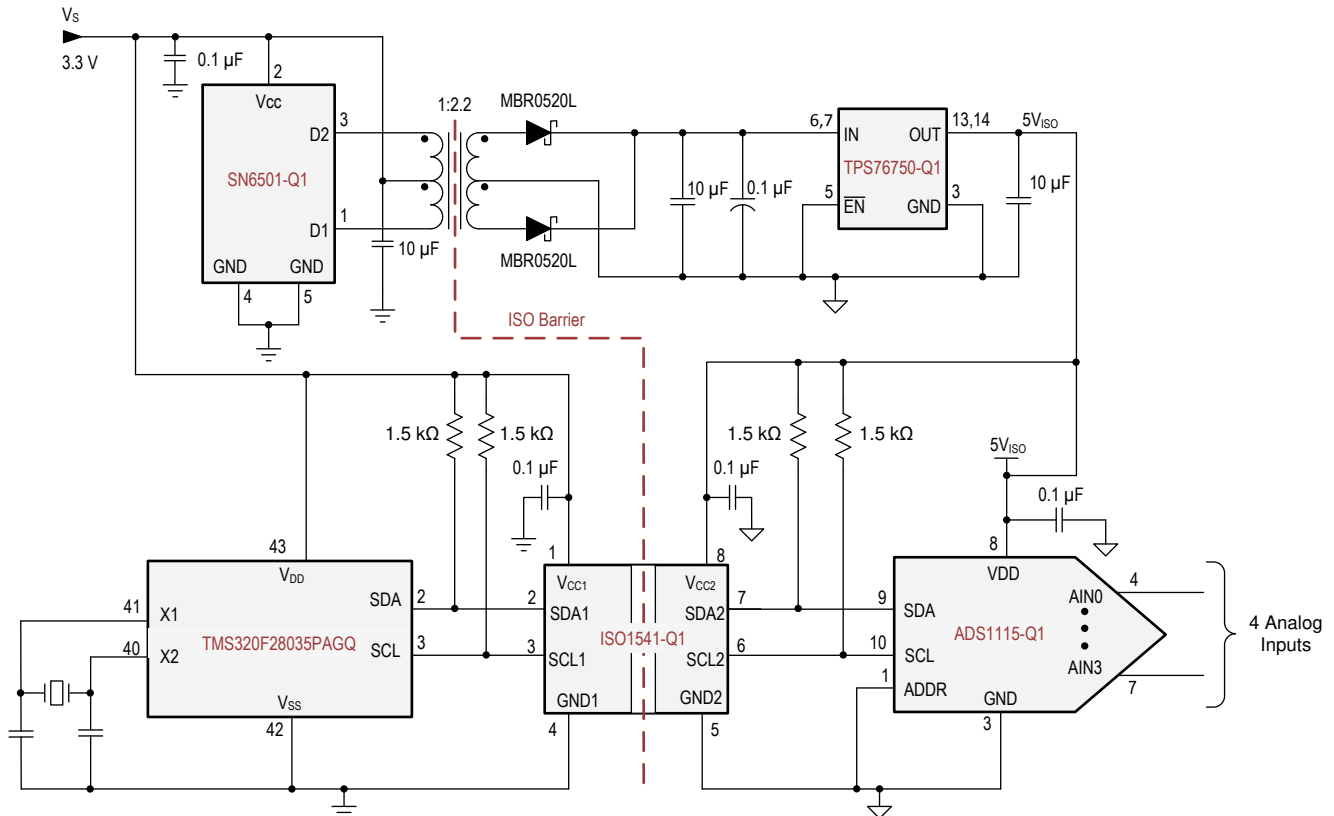 VS
3.3 V
0.1 µF
2
Vcc
D2
3
SN6501-Q1
D1
1
GND
GND
4
5
10 µF
1:2.2
MBR0520L
MBR0520L
10 µF
0.1 µF
6,7
IN
OUT
13,14
5VISO
TPS76750-Q1
5
EN
GND
3
10 µF
ISO Barrier
1.5 kΩ
1.5 kΩ
0.1 µF
1.5 kΩ
1.5 kΩ
0.1 µF
5VISO
0.1 µF
43
VDD
41
X1
40
X2
TMS320F28035PAGQ
SDA
2
SCL
3
VSS
42
1
VCC1
2
SDA1
3
SCL1
GND1
4
ISO1541-Q1
8
VCC2
SDA2
7
SCL2
6
GND2
5
8
VDD
9
SDA
10
SCL
1
ADDR
ADS1115-Q1
GND
3
AIN0
4
AIN3
7
4 Analog
Inputs